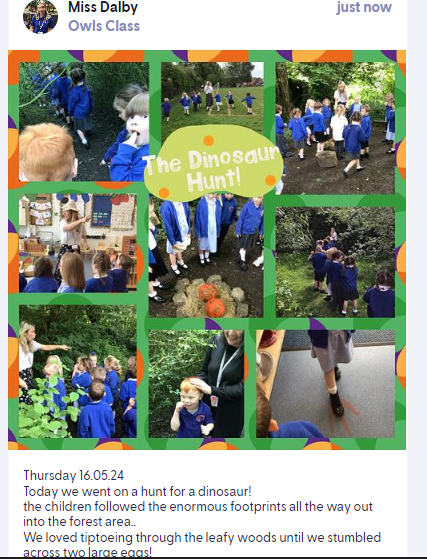 Miss Dalby
just now
Owls Class
The Dinosaur
Hunt!
Thursday 16.05.24
Today we went on a hunt for a dinosaur!
the children followed the enormous footprints all the way out
into the forest area..
We loved tiptoeing through the leafy woods until we stumbled
across two large eggs!